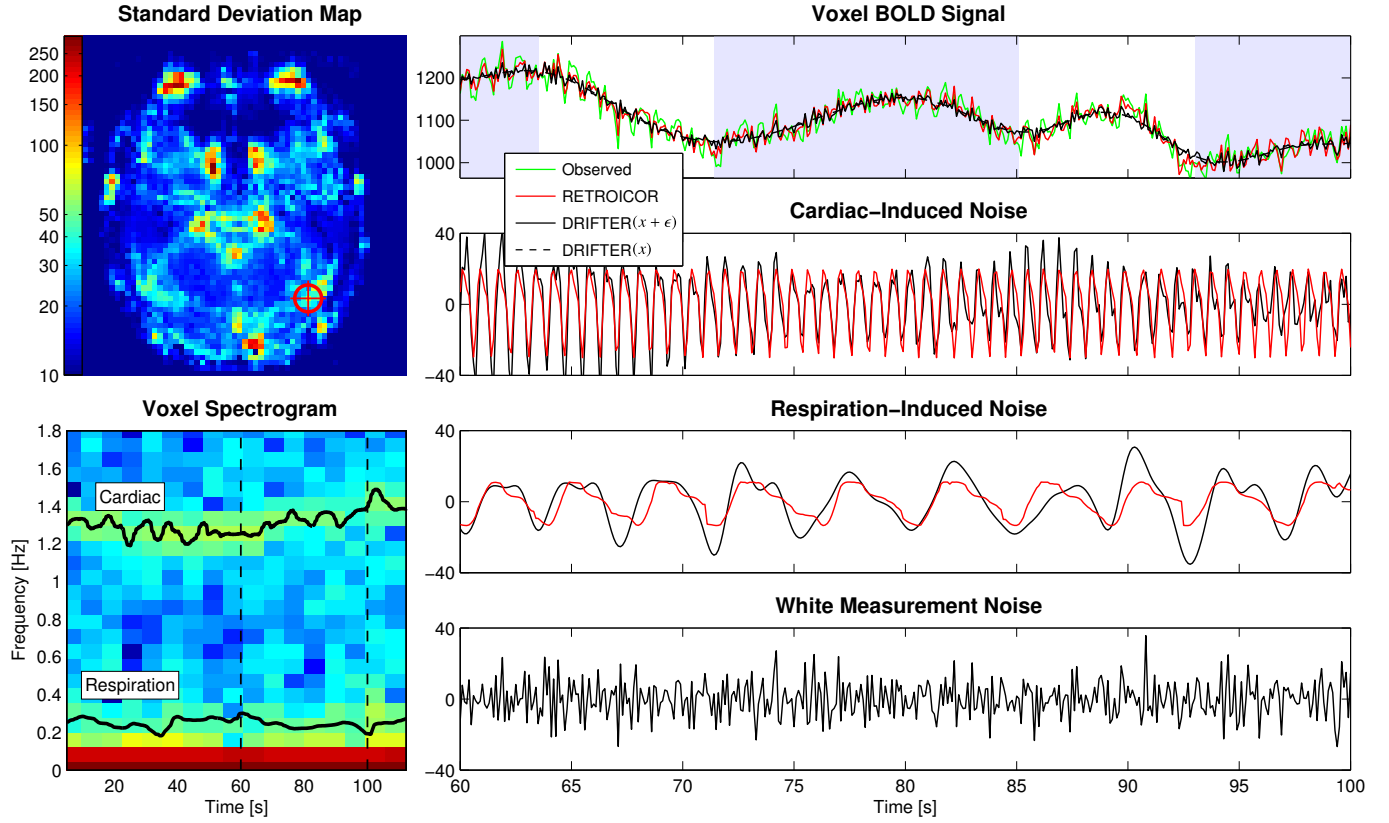 Standard Deviation Map
250
200
150
100
50
40
30
20
10
Voxel BOLD Signal
1200
1100
1000
Observed
RETROICOR
DRIFTER(x + ϵ)
DRIFTER(x)
Cardiac−Induced Noise
40
0
−40
Voxel Spectrogram
1.8
1.6
1.4
1.2
1
0.8
0.6
0.4
0.2
0
Frequency [Hz]
Cardiac
Respiration
20 40 60 80 100
Time [s]
Respiration−Induced Noise
40
0
−40
White Measurement Noise
40
0
−40
60 65 70 75 80 85 90 95 100
Time [s]